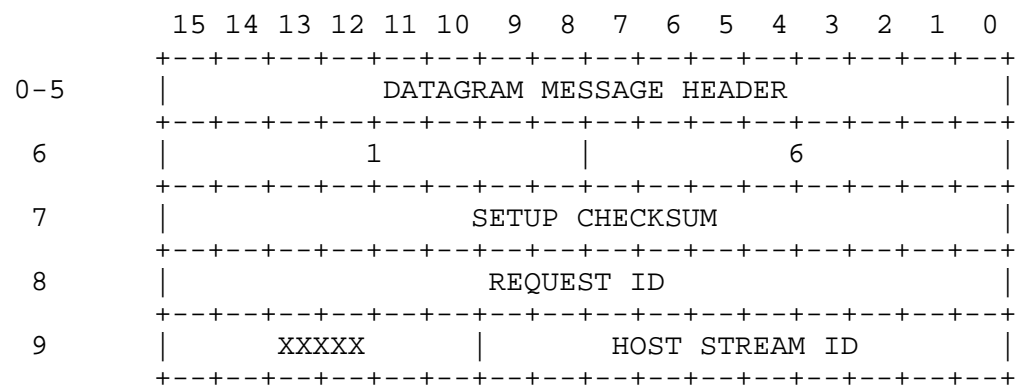 15 14 13 12 11 10 9 8 7 6 5 4 3 2 1 0
+--+--+--+--+--+--+--+--+--+--+--+--+--+--+--+--+
0-5 | DATAGRAM MESSAGE HEADER |
+--+--+--+--+--+--+--+--+--+--+--+--+--+--+--+--+
6 | 1 | 6 |
+--+--+--+--+--+--+--+--+--+--+--+--+--+--+--+--+
7 | SETUP CHECKSUM |
+--+--+--+--+--+--+--+--+--+--+--+--+--+--+--+--+
8 | REQUEST ID |
+--+--+--+--+--+--+--+--+--+--+--+--+--+--+--+--+
9 | XXXXX | HOST STREAM ID |
+--+--+--+--+--+--+--+--+--+--+--+--+--+--+--+--+